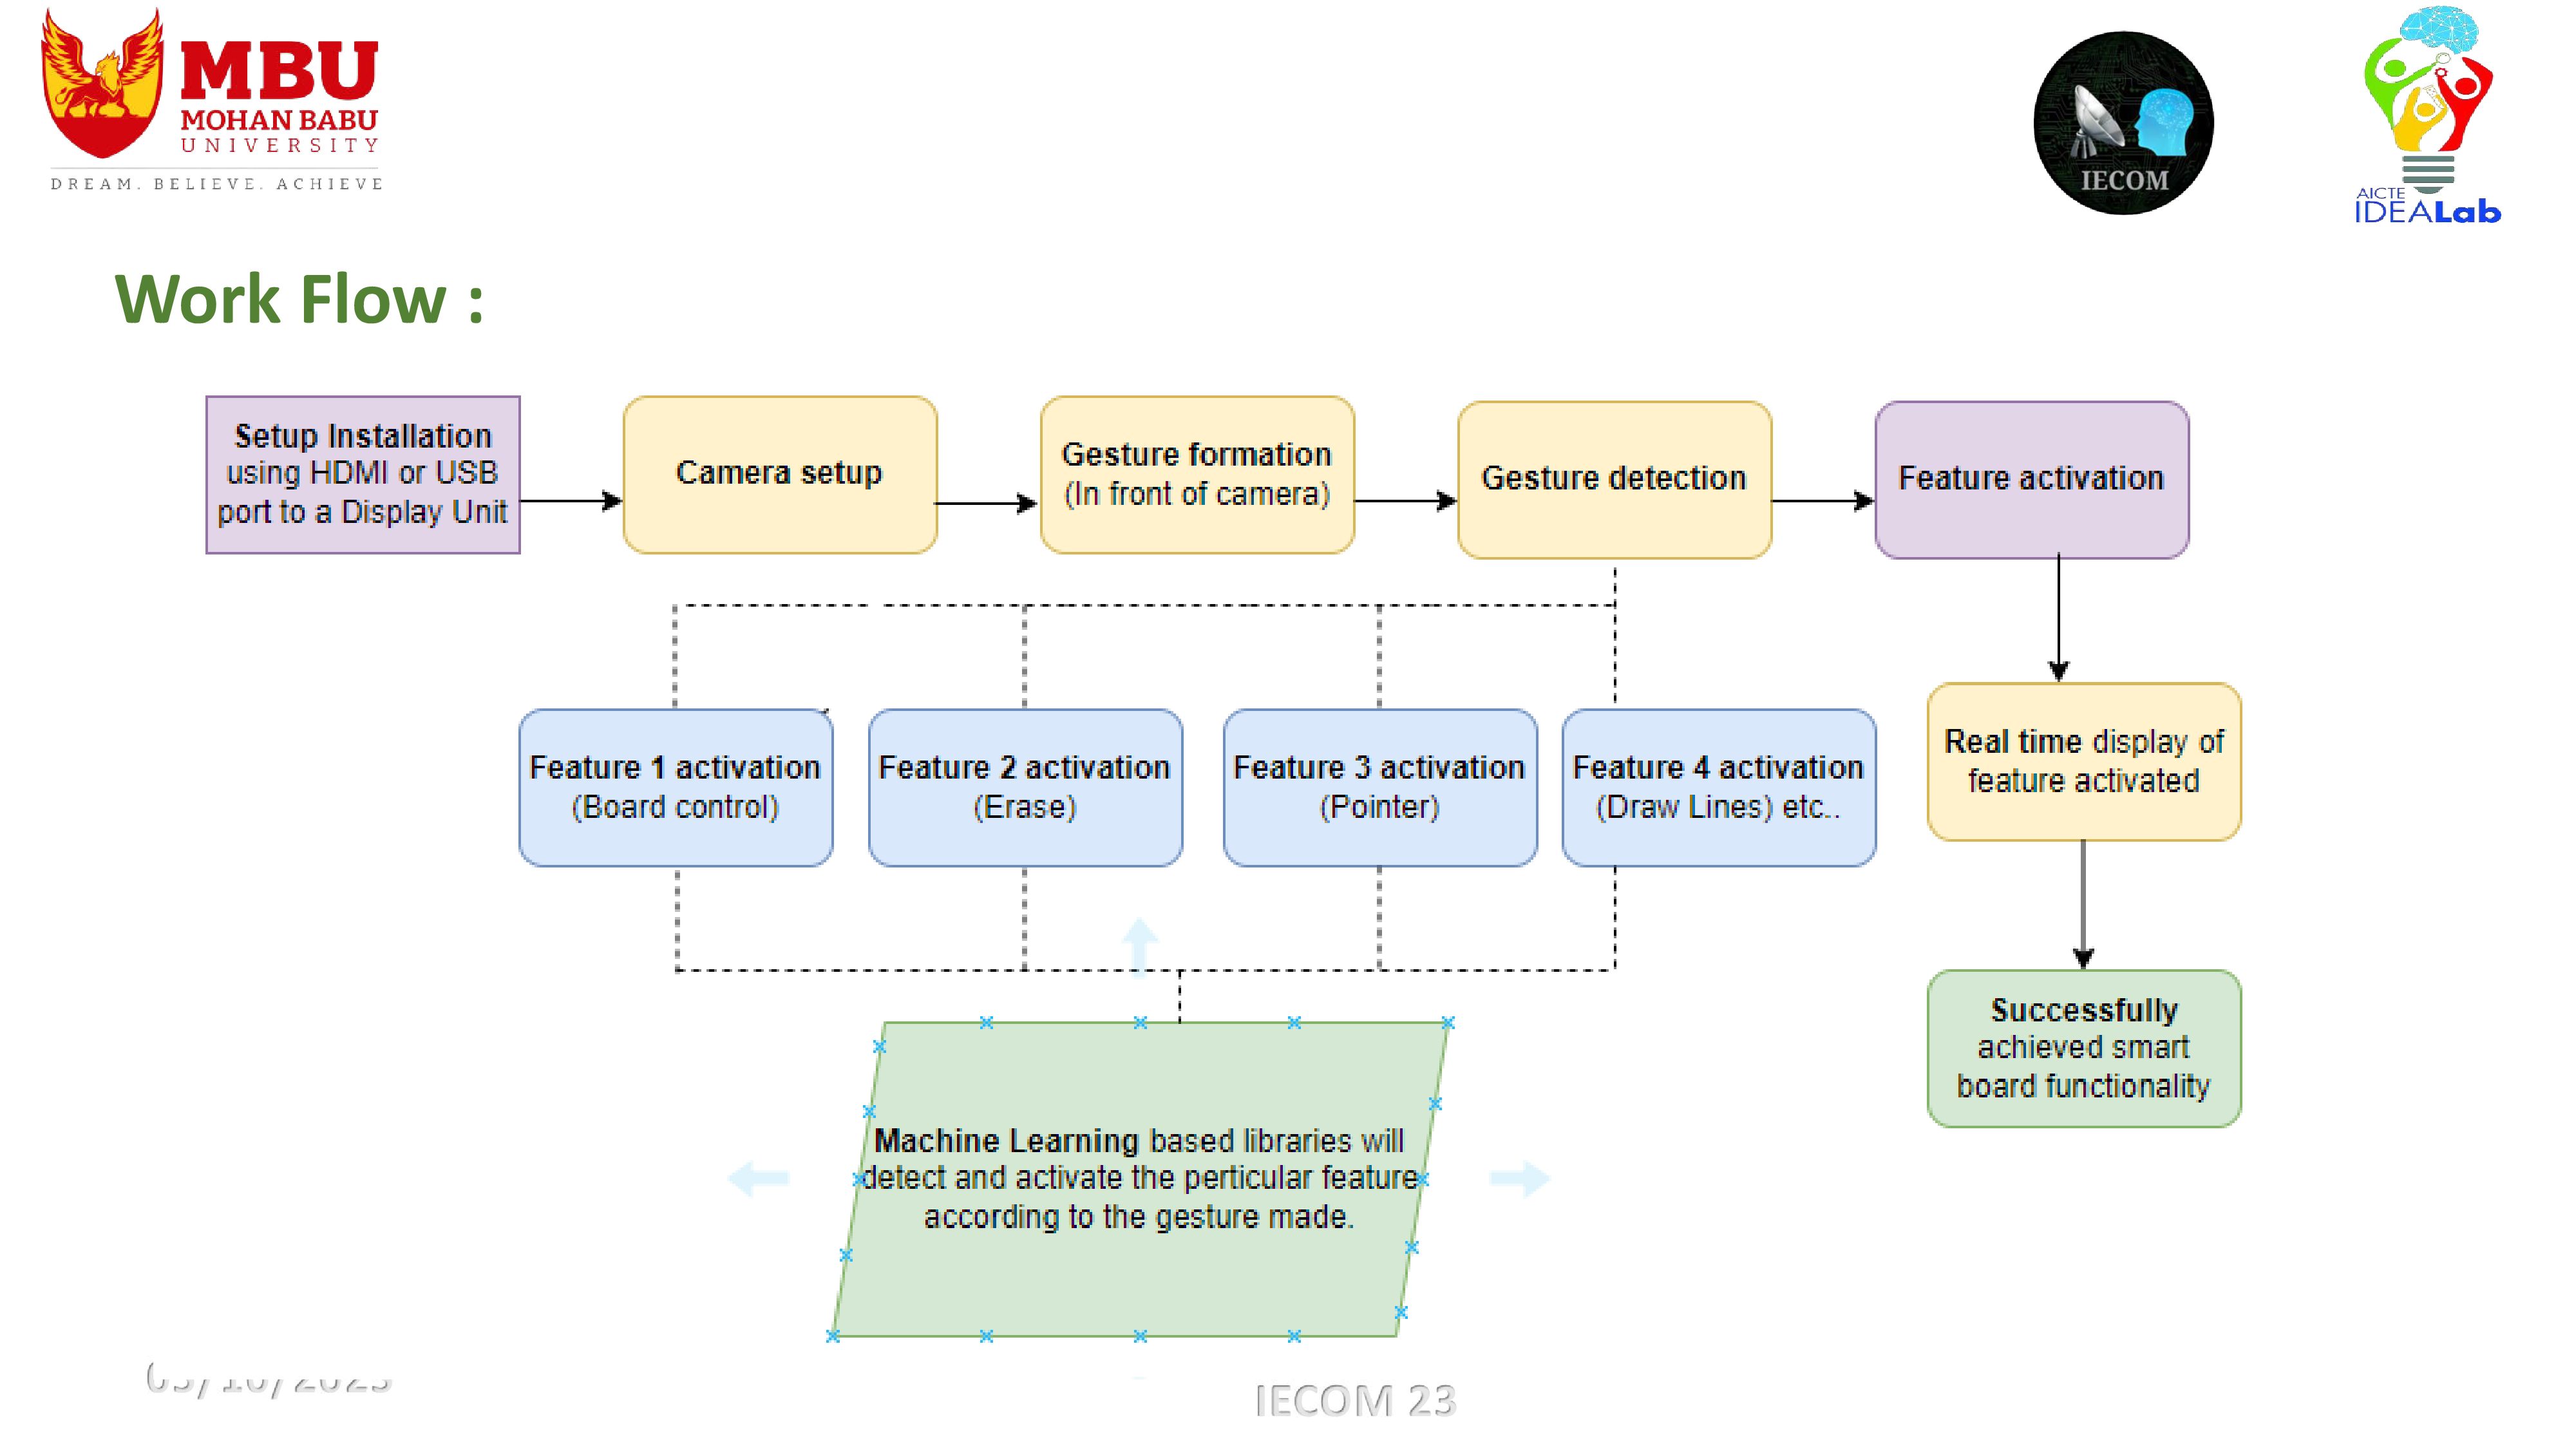 MBU
MOHAN BABU
UNIVERSITY
DREAM. BELIEVE. ACHIEVE
IECOM
AICTE
IDEALab
Work Flow :
Setup Installation
using HDMI or USB
port to a Display Unit
Camera setup
Gesture formation
(In front of camera)
Gesture detection
Feature activation
Feature 1 activation
(Board control)
Feature 2 activation
(Erase)
Feature 3 activation
(Pointer)
Feature 4 activation
(Draw Lines) etc..
Real time display of
feature activated
Successfully
achieved smart
board functionality
Machine Learning based libraries will
detect and activate the perticular feature
according to the gesture made.
IECOM 23